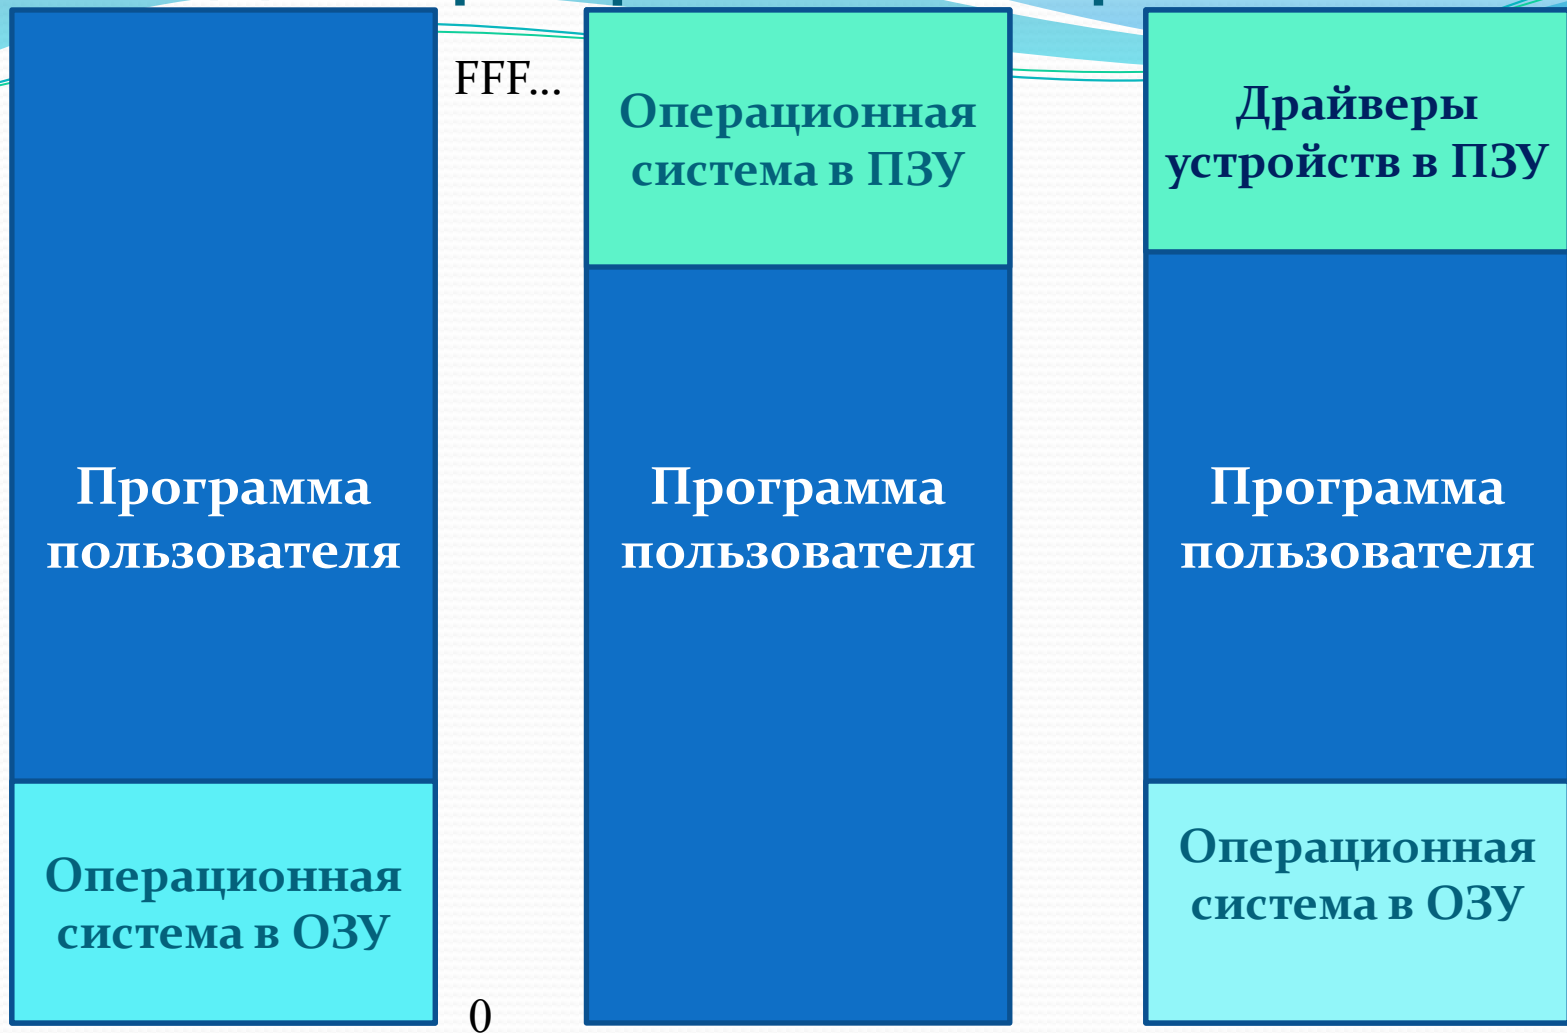 Программа
пользователя
Операционная
система в ОЗУ
FFF...
0
Операционная
система в ПЗУ
Программа
пользователя
Драйверы
устройств в ПЗУ
Программа
пользователя
Операционная
система в ОЗУ